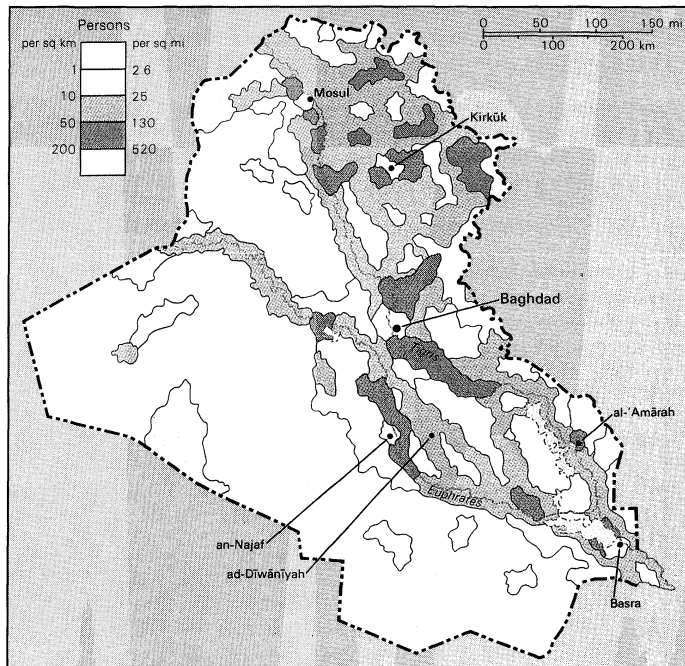 Persons
per sq km per sq mi
1 2 6
10 25
50 130
200 520
0 50 100 150 mi
0 100 200 km
Mosul
Kirkūk
Baghdad
Tigris
al-ʻAmārah
Euphrates
an-Najaf
ad-Dīwānīyah
Basra